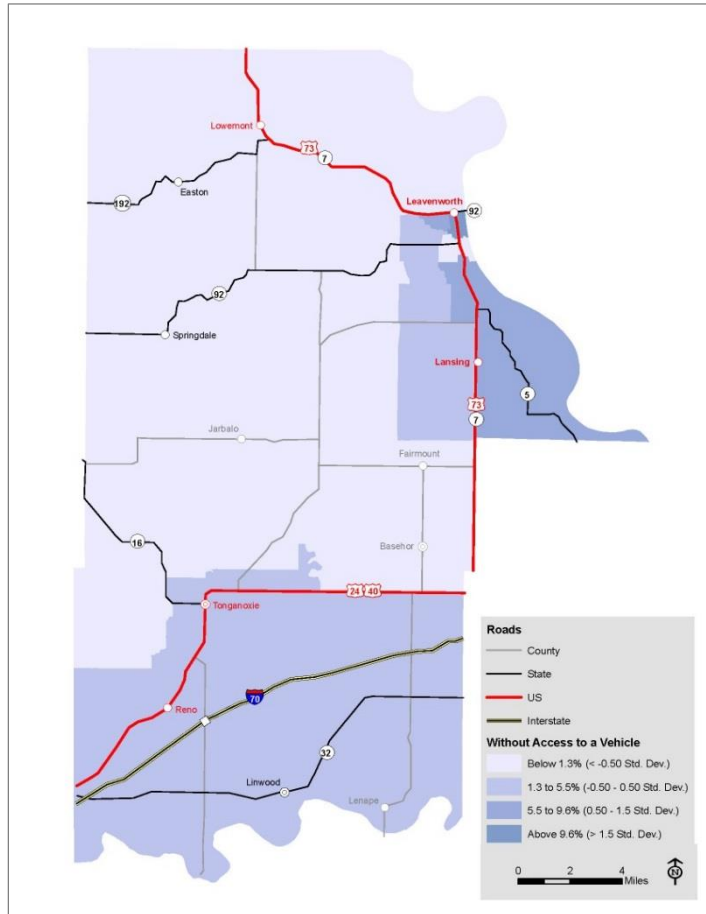 Lowemont
73
7
192
Easton
Leavenworth
92
92
Springdale
Lansing
5
73
7
Jarbalo
Fairmount
16
Basehor
24 40
Tonganoxie
70
Reno
32
Linwood
Lenape
Roads
County
State
US
Interstate
Without Access to a Vehicle
Below 1.3% (< -0.50 Std. Dev.)
1.3 to 5.5% (-0.50 - 0.50 Std. Dev.)
5.5 to 9.6% (0.50 - 1.5 Std. Dev.)
Above 9.6% (> 1.5 Std. Dev.)
0 2 4
Miles
N